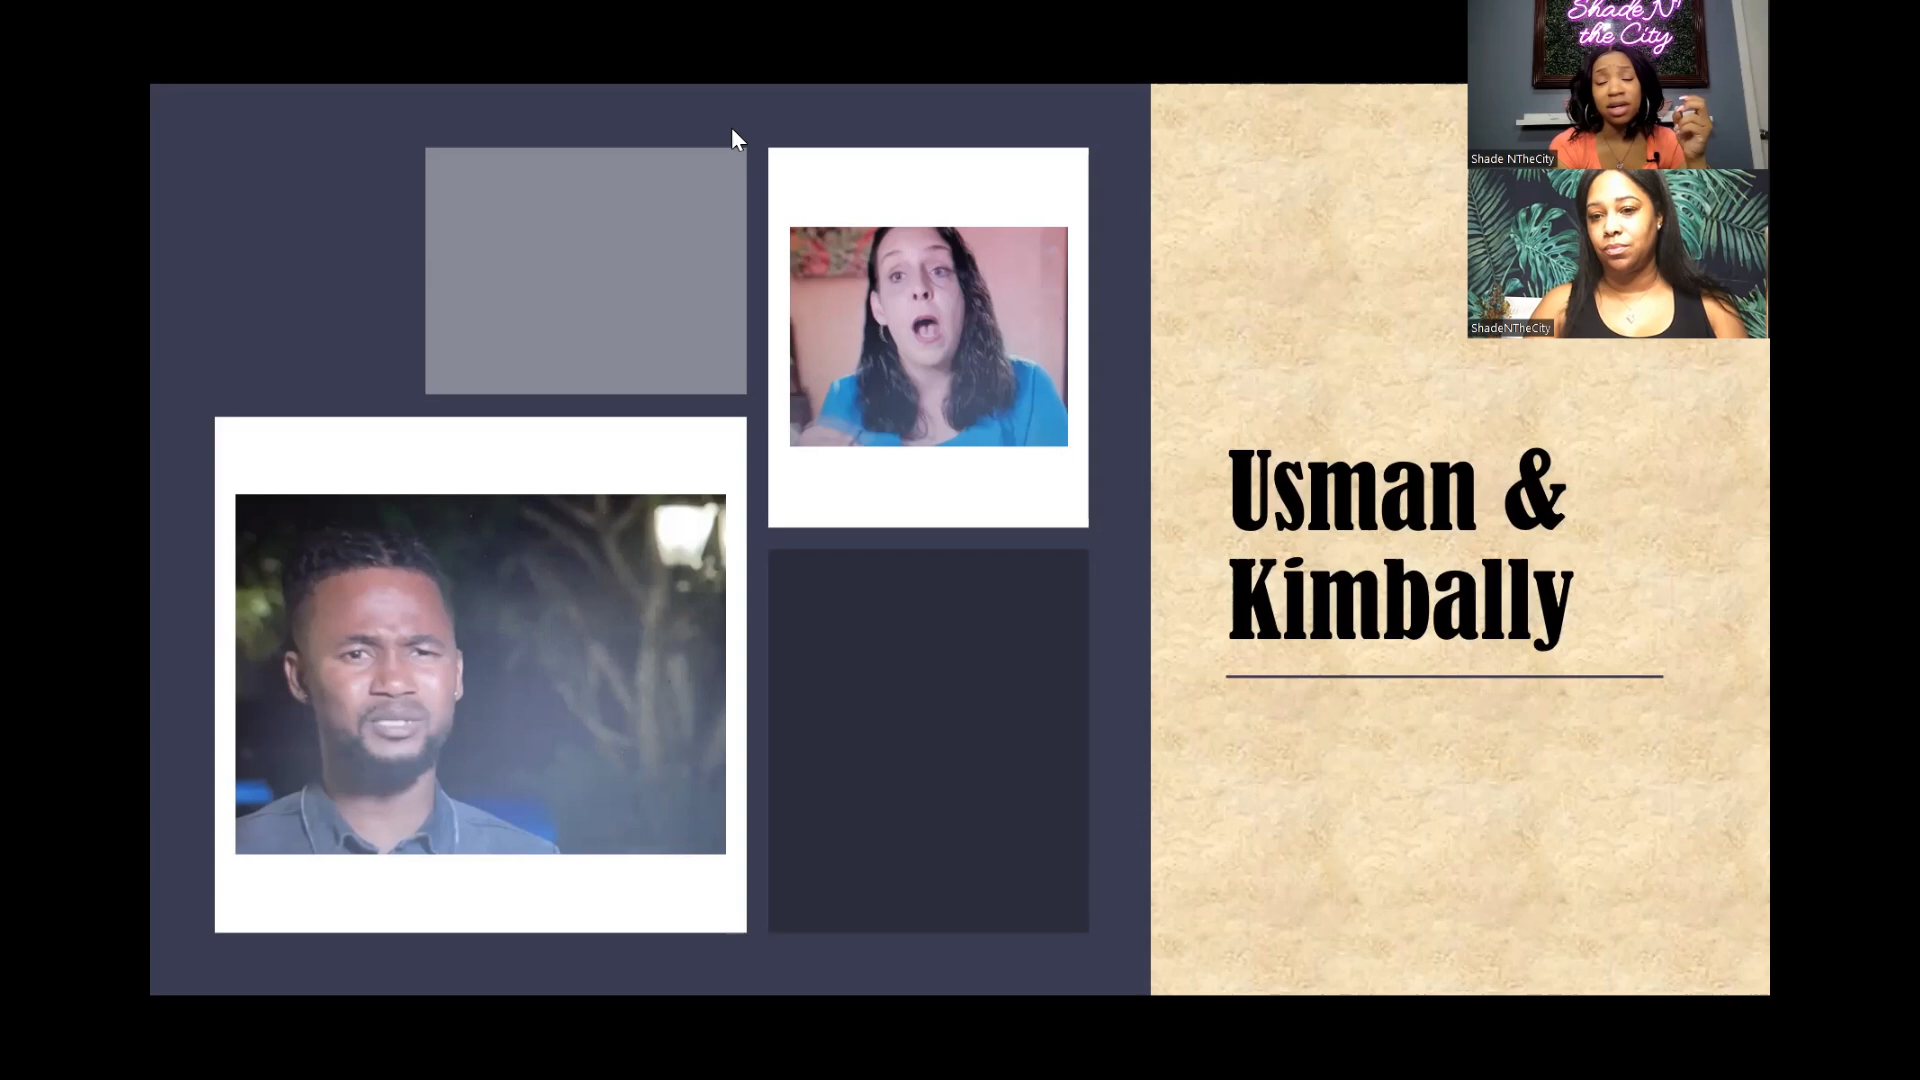 Shade N'
the City
Shade NTheCity
ShadeNTheCity
Usman &
Kimbally